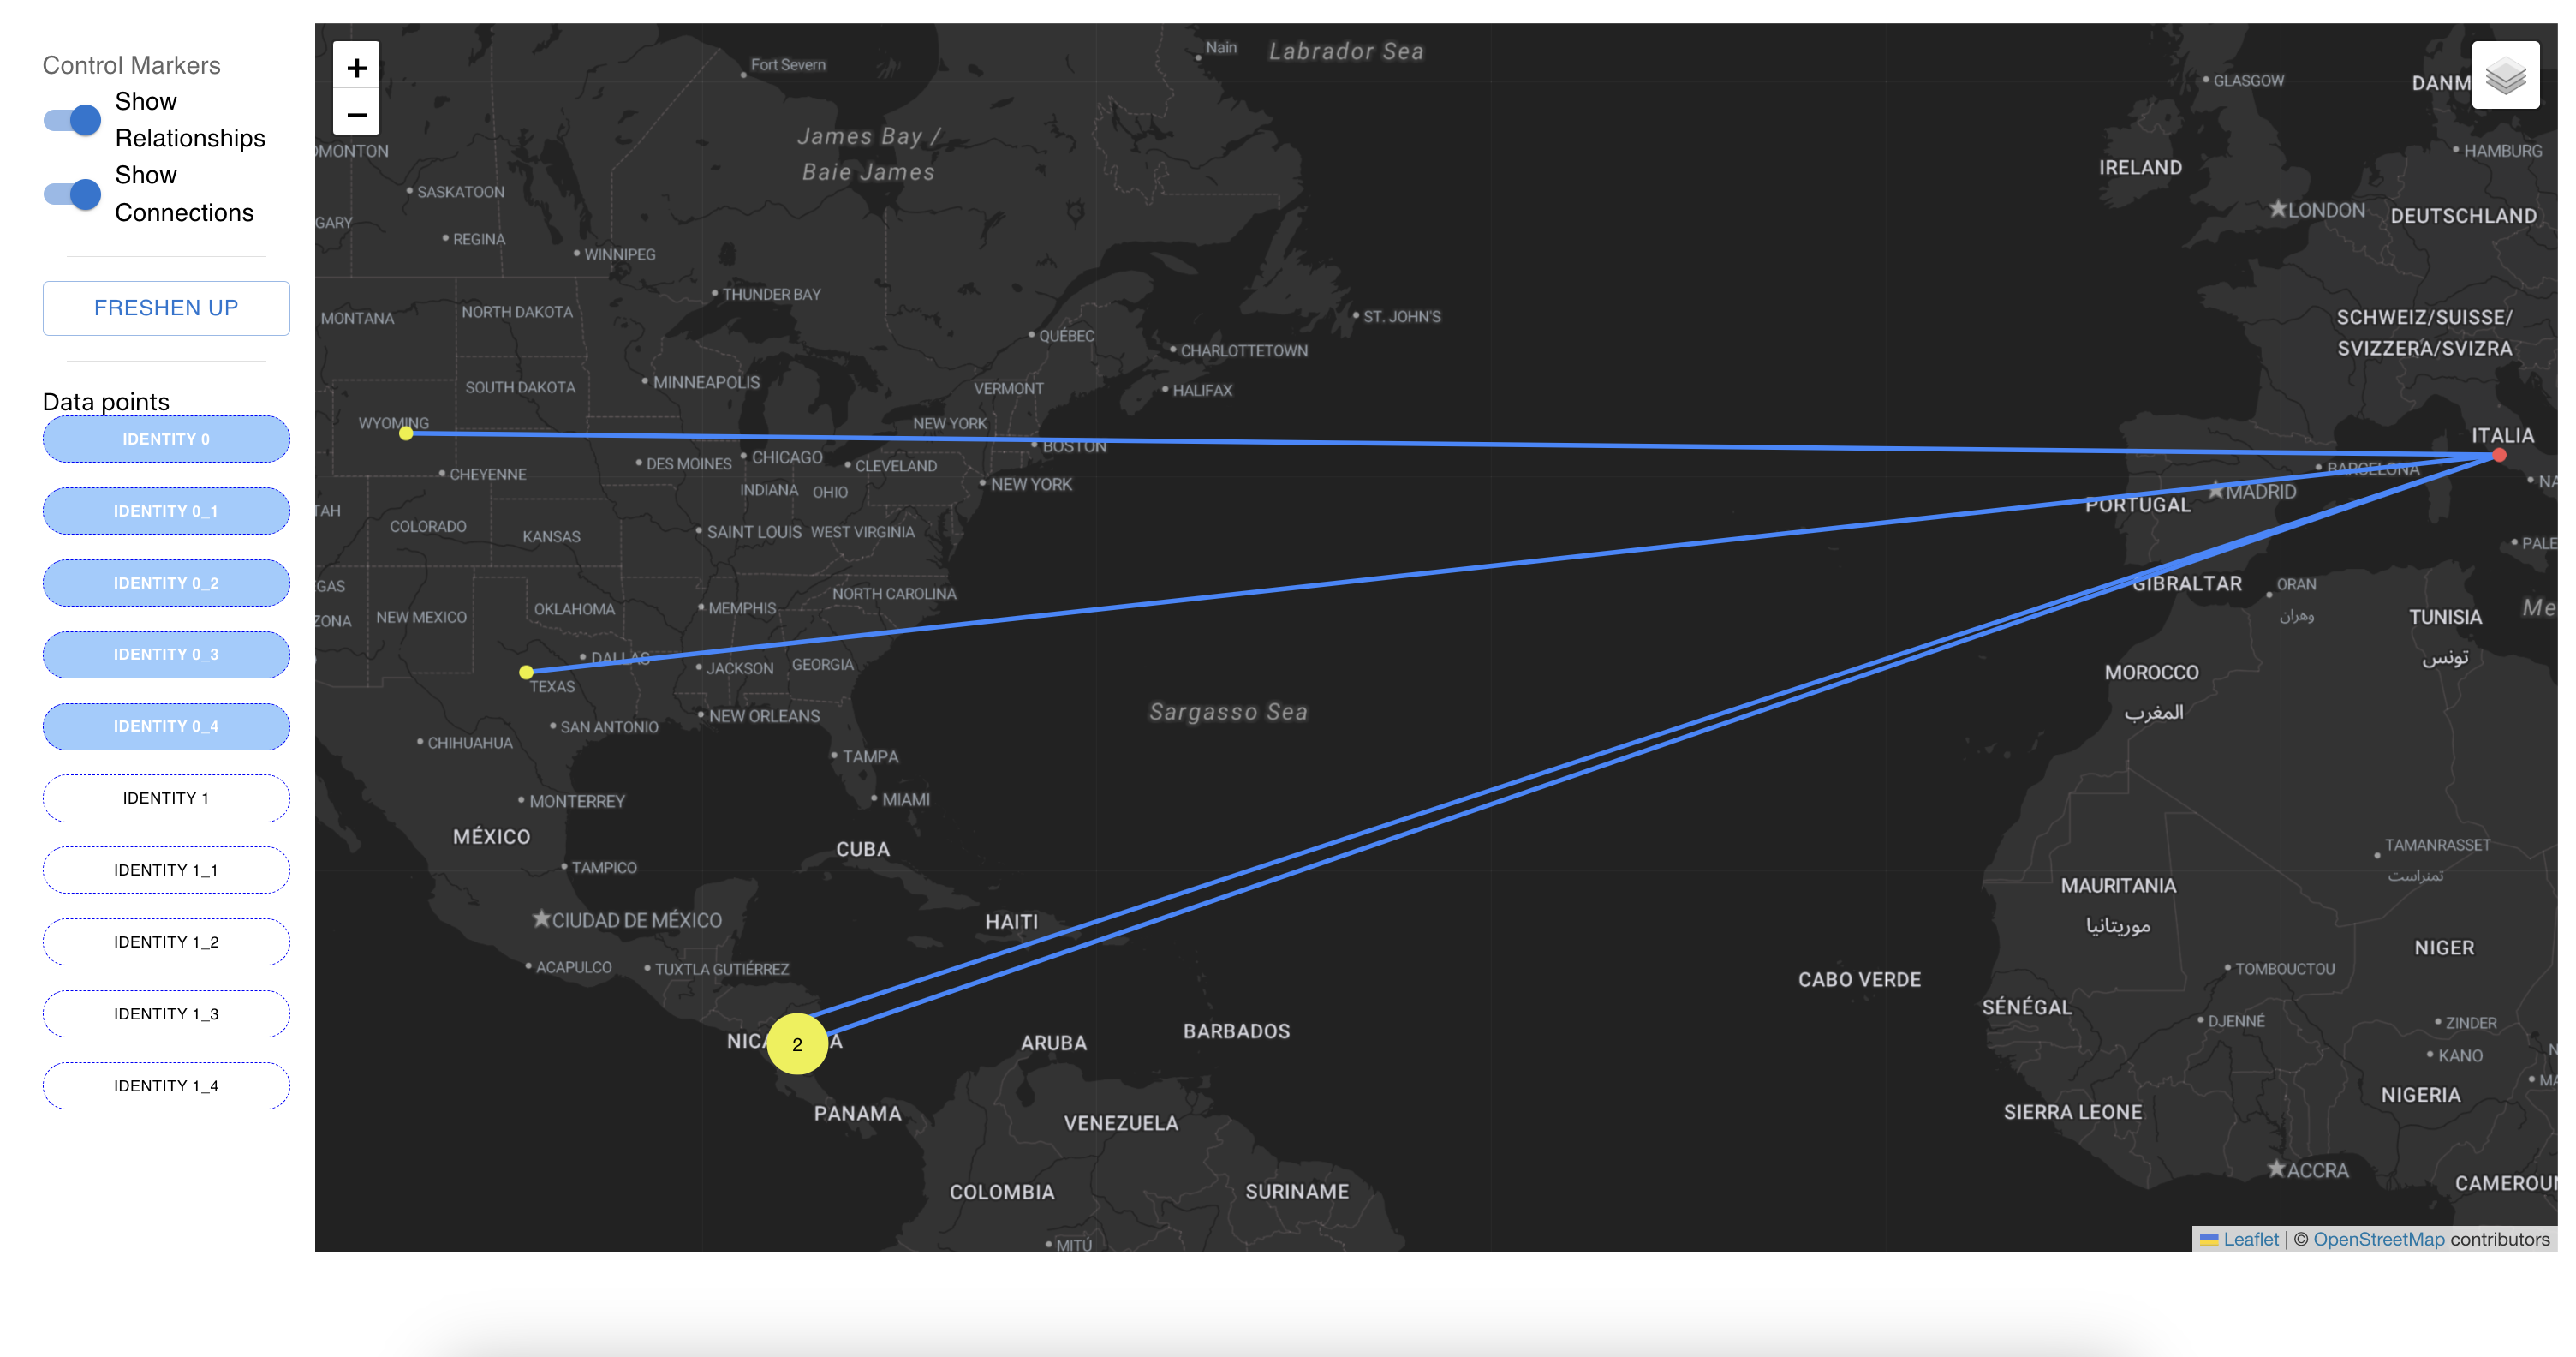 Control Markers
Show
Relationships
Show
Connections
FRESHEN UP
Data points
IDENTITY 0
IDENTITY 0_1
IDENTITY 0_2
IDENTITY 0_3
IDENTITY 0_4
IDENTITY 1
IDENTITY 1_1
IDENTITY 1_2
IDENTITY 1_3
IDENTITY 1_4
+
−
Nain
Labrador Sea
Fort Severn
GLASGOW
DANM
James Bay /
Baie James
DMONTON
HAMBURG
IRELAND
SASKATOON
LONDON
DEUTSCHLAND
GARY
REGINA
WINNIPEG
THUNDER BAY
MONTANA
NORTH DAKOTA
ST. JOHN'S
SCHWEIZ/SUISSE/
SVIZZERA/SVIZRA
QUÉBEC
CHARLOTTETOWN
SOUTH DAKOTA
MINNEAPOLIS
VERMONT
HALIFAX
WYOMING
NEW YORK
ITALIA
BOSTON
DES MOINES
CHICAGO
CLEVELAND
BARCELONA
CHEYENNE
NEW YORK
INDIANA
OHIO
MADRID
NA
PORTUGAL
TAH
COLORADO
KANSAS
SAINT LOUIS
WEST VIRGINIA
PALE
GAS
GIBRALTAR
ORAN
وهران
NORTH CAROLINA
OKLAHOMA
MEMPHIS
Me
ZONA
NEW MEXICO
TUNISIA
تونس
DALLAS
JACKSON
GEORGIA
MOROCCO
المغرب
TEXAS
Sargasso Sea
NEW ORLEANS
SAN ANTONIO
CHIHUAHUA
TAMPA
MONTERREY
MIAMI
MÉXICO
CUBA
TAMANRASSET
تمنراست
TAMPICO
MAURITANIA
موريتانيا
CIUDAD DE MÉXICO
HAITI
NIGER
ACAPULCO
TUXTLA GUTIÉRREZ
TOMBOUCTOU
CABO VERDE
SÉNÉGAL
DJENNÉ
ZINDER
BARBADOS
NICA
2
A
ARUBA
KANO
N
MA
NIGERIA
PANAMA
VENEZUELA
SIERRA LEONE
ACCRA
COLOMBIA
SURINAME
CAMEROUN
MITÚ
Leaflet | © OpenStreetMap contributors